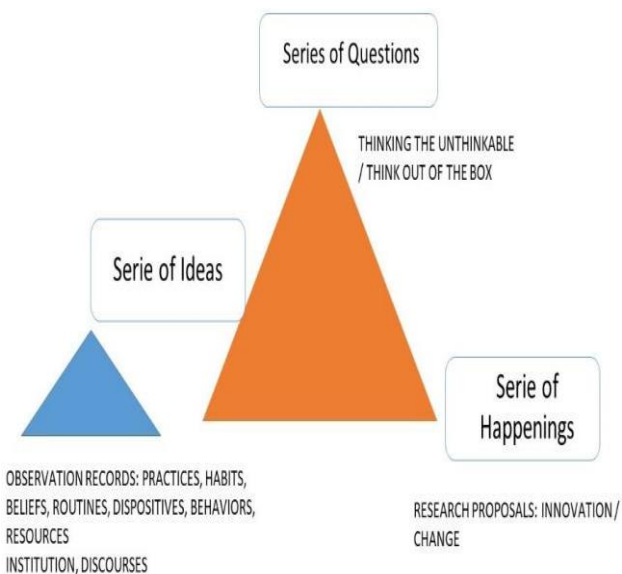 Series of Questions
THINKING THE UNTHINKABLE
/ THINK OUT OF THE BOX
Serie of Ideas
Serie of
Happenings
OBSERVATION RECORDS: PRACTICES, HABITS,
BELIEFS, ROUTINES, DISPOSITIVES, BEHAVIORS,
RESOURCES
INSTITUTION, DISCOURSES
RESEARCH PROPOSALS: INNOVATION /
CHANGE